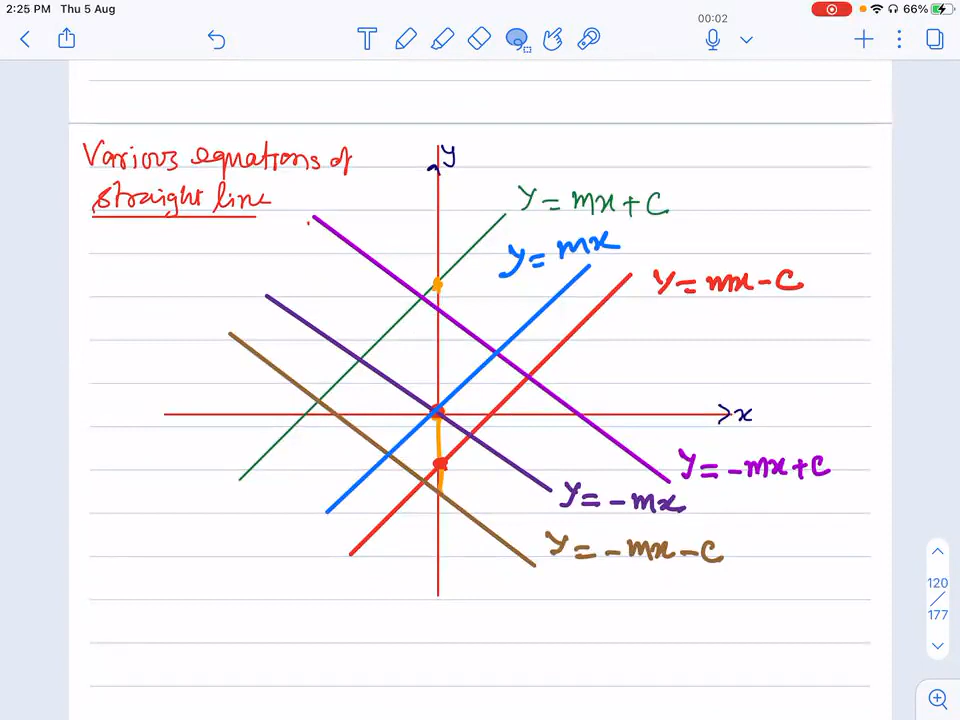 2:25 PM Thu 5 Aug
66%
00:02
T
Various equations of
straight line
y
y = mx + c
y = mx
y = mx - c
x
y = -mx + c
y = -mx
y = -mx - c
120
177